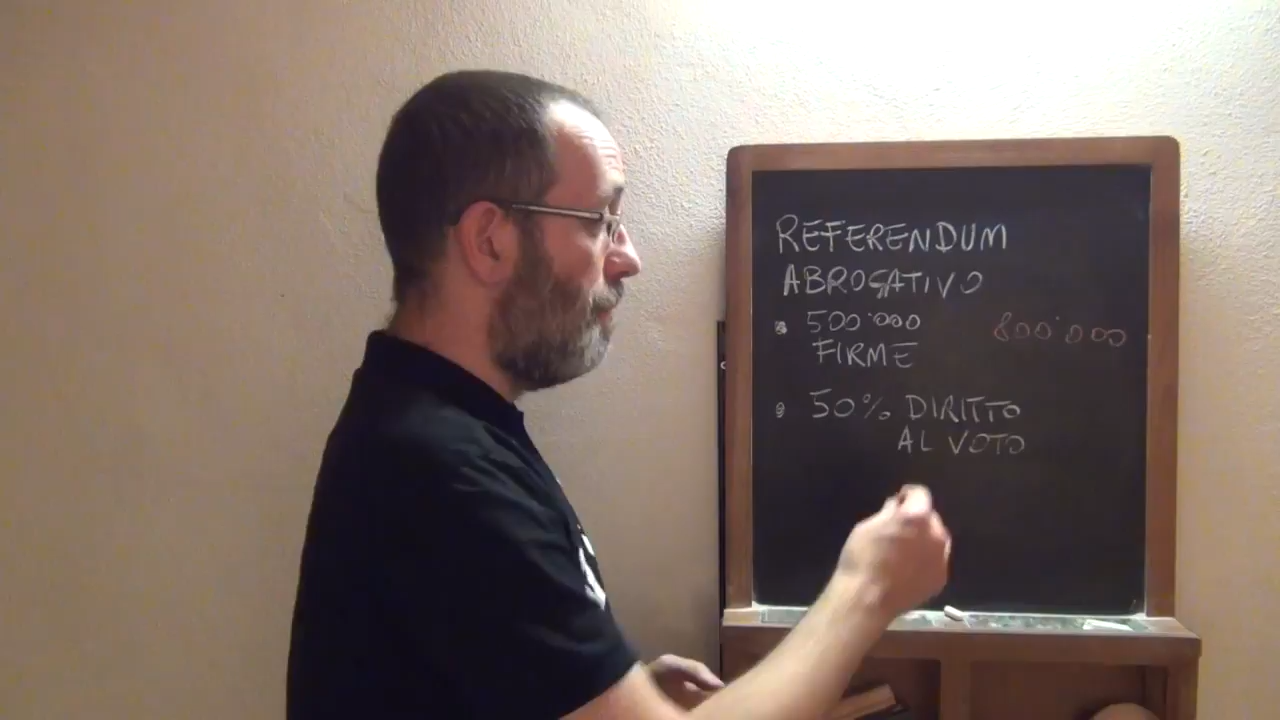 REFERENDUM
ABROGATIVO
500'000 800'000
FIRME
50% DIRITTO
AL VOTO